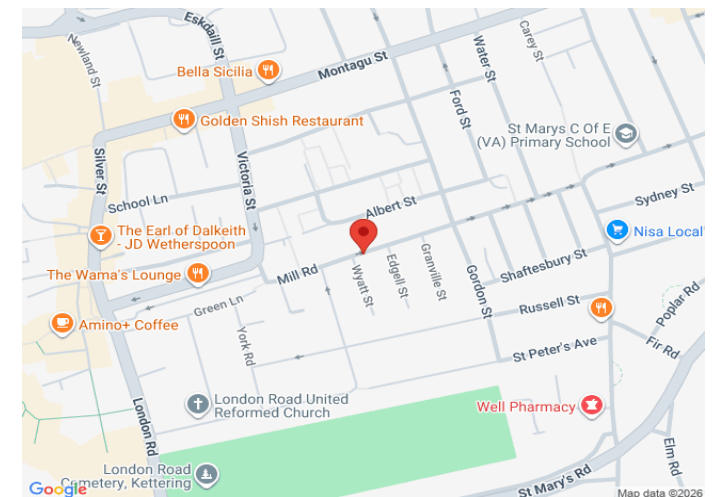 Eskdaill St
Newland St
Bella Sicilia
Montagu St
Water St
Carey St
Golden Shish Restaurant
Ford St
St Marys C Of E
(VA) Primary School
Silver St
Victoria St
School Ln
Albert St
Sydney St
The Earl of Dalkeith
- JD Wetherspoon
Nisa Local
The Wama's Lounge
Mill Rd
Wyatt St
Edgell St
Granville St
Gordon St
Shaftesbury St
Green Ln
Russell St
Poplar Rd
Amino+ Coffee
York Rd
St Peter's Ave
Fir Rd
London Road United
Reformed Church
Well Pharmacy
London Rd
Elm Rd
London Road
Cemetery, Kettering
St Mary's Rd
Google
Map data ©2026